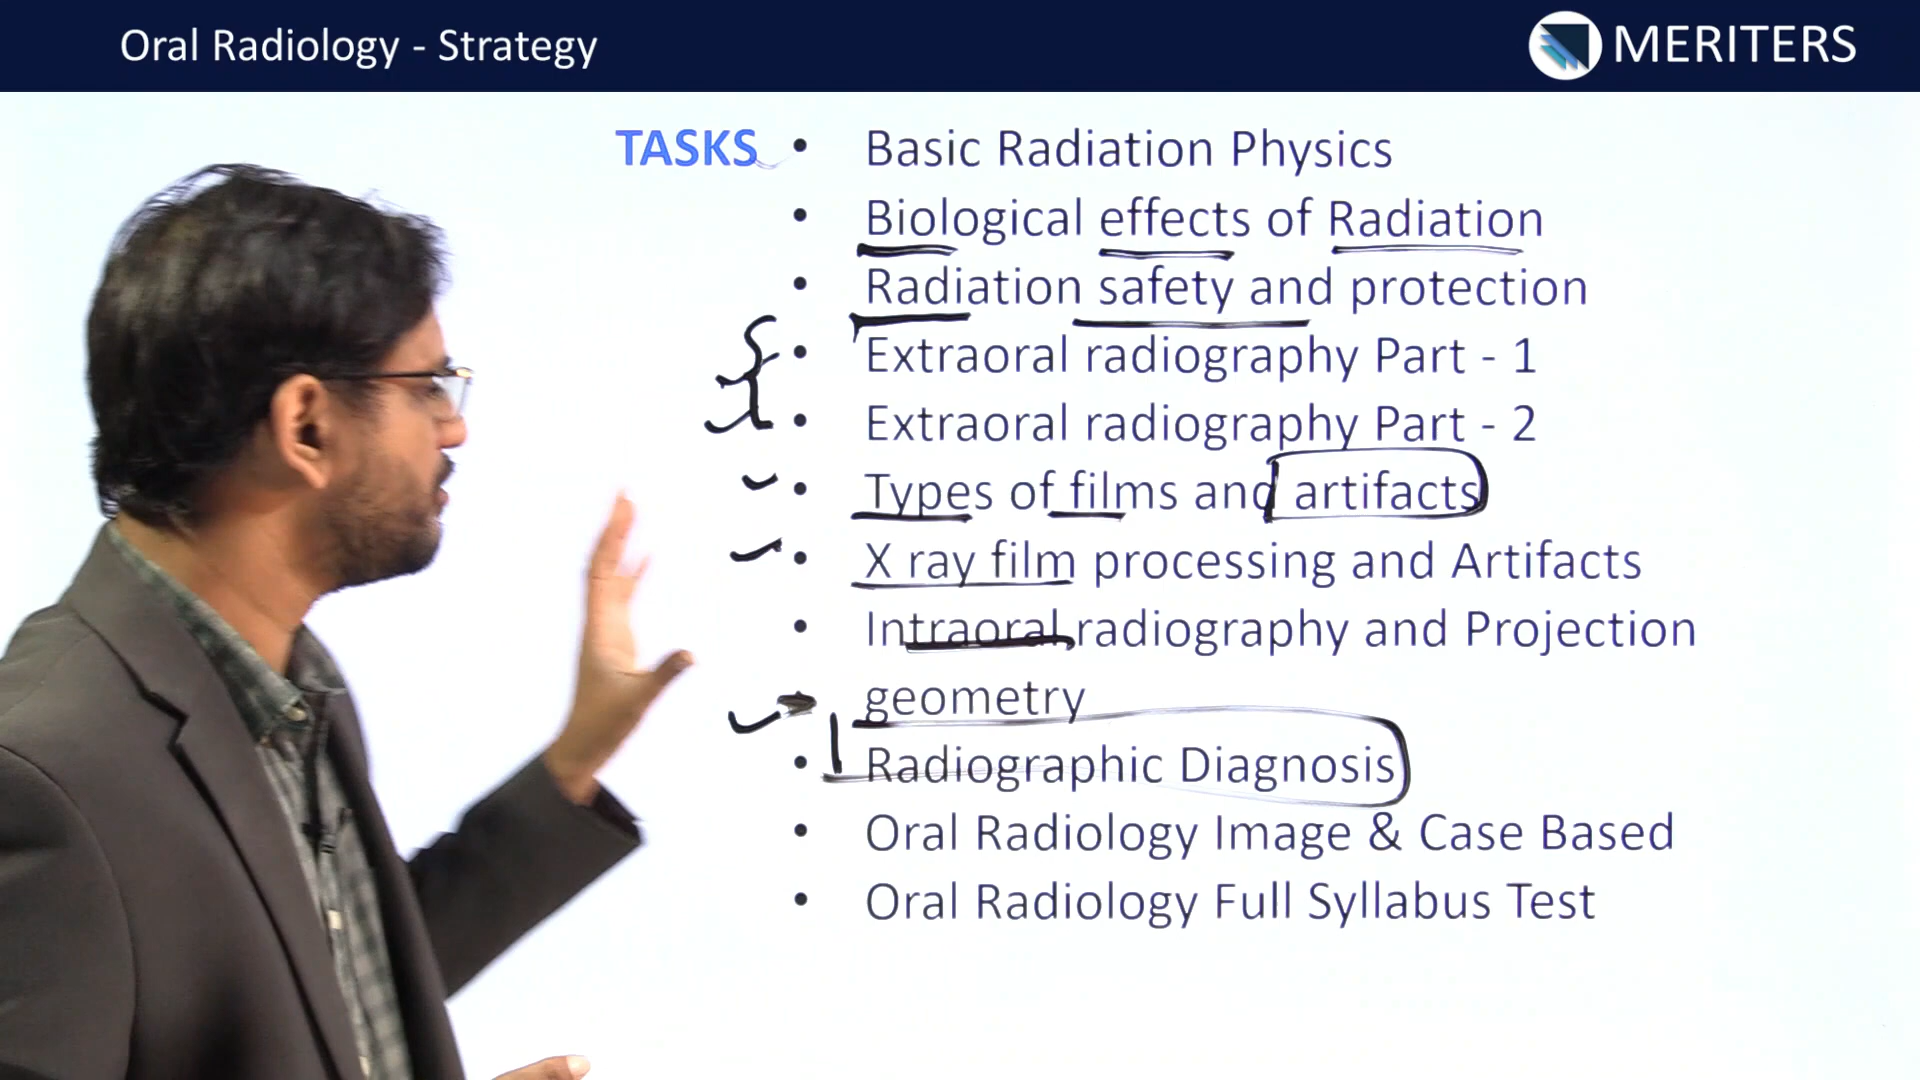 Oral Radiology - Strategy
MERITERS
TASKS • Basic Radiation Physics
• Biological effects of Radiation
• Radiation safety and protection
• Extraoral radiography Part - 1
• Extraoral radiography Part - 2
• Types of films and artifacts
• X ray film processing and Artifacts
• Intraoral radiography and Projection
geometry
• Radiographic Diagnosis
• Oral Radiology Image & Case Based
• Oral Radiology Full Syllabus Test